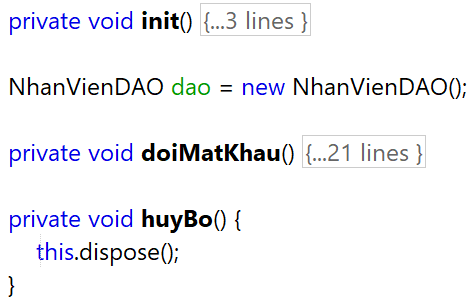 private void init() {...3 lines }
NhanVienDAO dao = new NhanVienDAO();
private void doiMatKhau() {...21 lines }
private void huyBo() {
this.dispose();
}